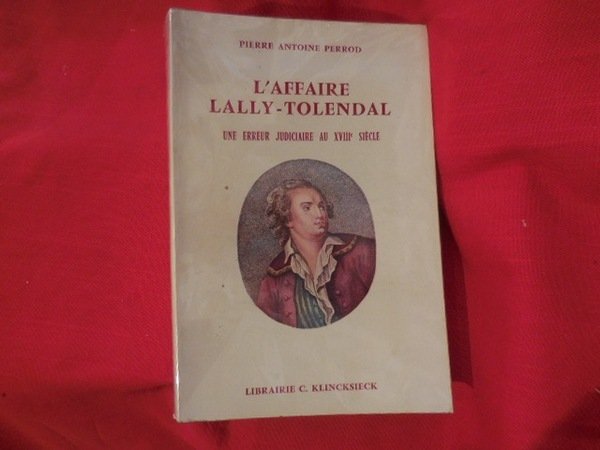 PIERRE ANTOINE PERROD
L'AFFAIRE
LALLY-TOLENDAL
UNE ERREUR JUDICIAIRE AU XVIIIe SIÈCLE
LIBRAIRIE C. KLINCKSIECK